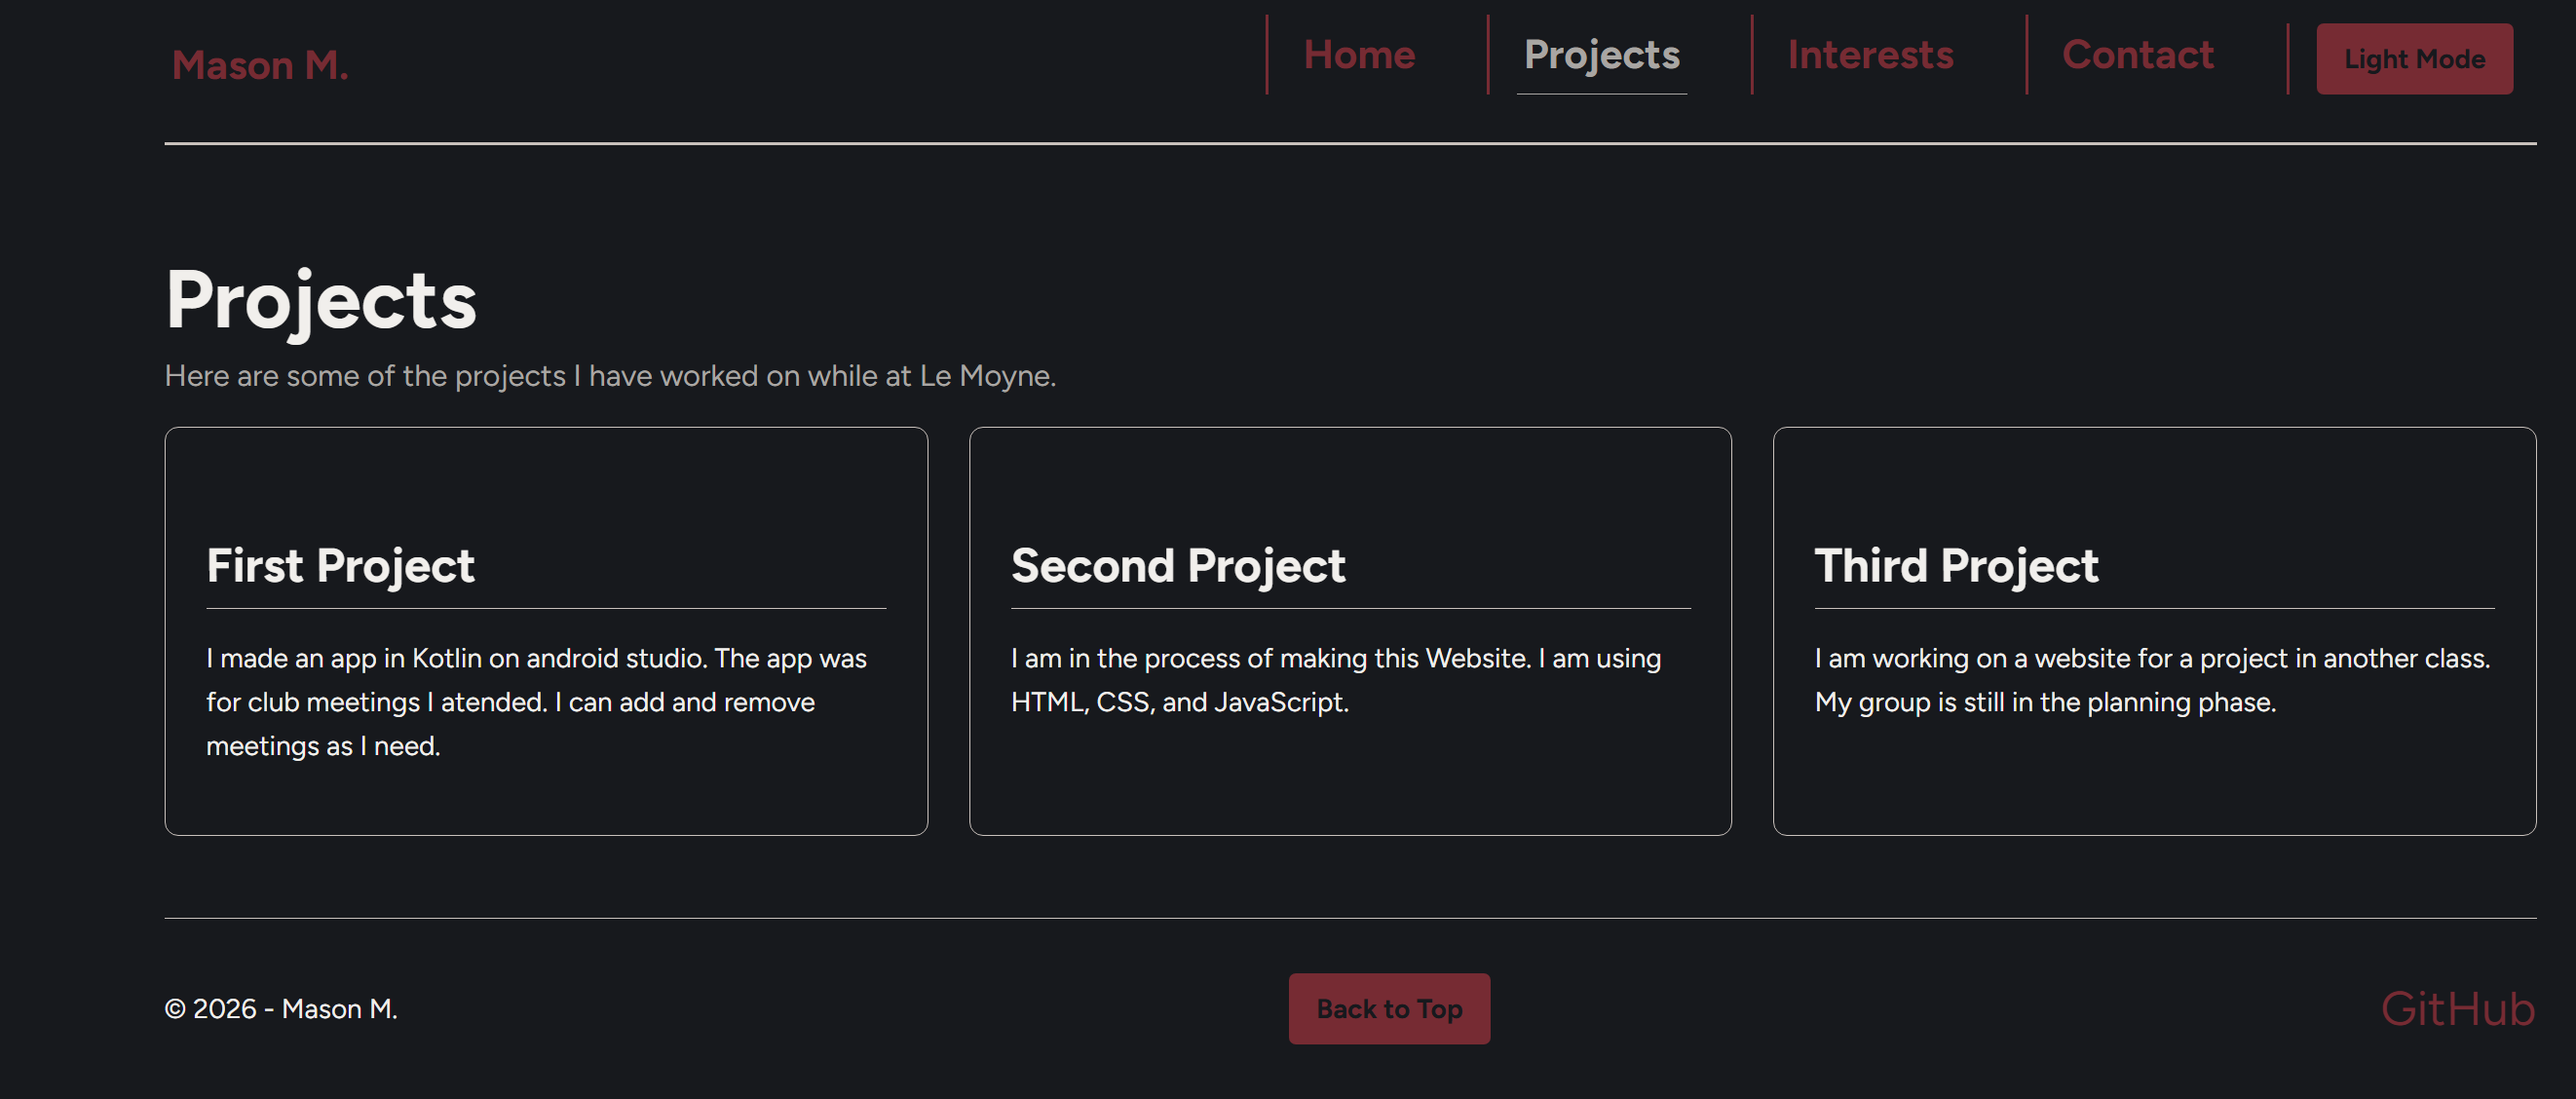 Mason M.
Home
Projects
Interests
Contact
Light Mode
Projects
Here are some of the projects I have worked on while at Le Moyne.
First Project
I made an app in Kotlin on android studio. The app was
for club meetings I atended. I can add and remove
meetings as I need.
Second Project
I am in the process of making this Website. I am using
HTML, CSS, and JavaScript.
Third Project
I am working on a website for a project in another class.
My group is still in the planning phase.
© 2026 - Mason M.
Back to Top
GitHub